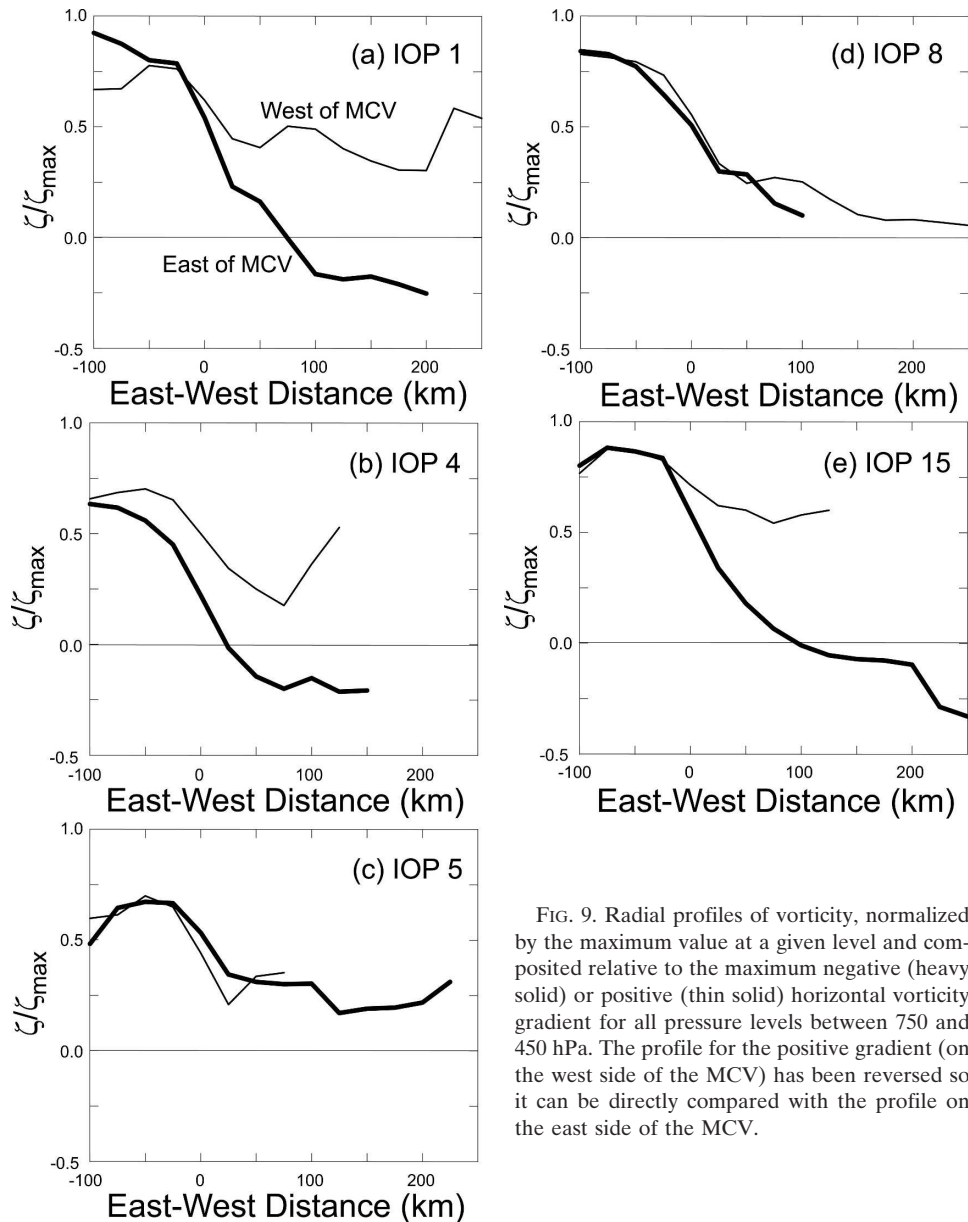 (a) IOP 1
1.0
0.5
0.0
-0.5
ζ/ζmax
West of MCV
East of MCV
-100
0
100
200
East-West Distance (km)
(b) IOP 4
1.0
0.5
0.0
-0.5
ζ/ζmax
-100
0
100
200
East-West Distance (km)
(c) IOP 5
1.0
0.5
0.0
-0.5
ζ/ζmax
-100
0
100
200
East-West Distance (km)
(d) IOP 8
1.0
0.5
0.0
-0.5
ζ/ζmax
-100
0
100
200
East-West Distance (km)
(e) IOP 15
1.0
0.5
0.0
-0.5
ζ/ζmax
-100
0
100
200
East-West Distance (km)
FIG. 9. Radial profiles of vorticity, normalized
by the maximum value at a given level and com-
posited relative to the maximum negative (heavy
solid) or positive (thin solid) horizontal vorticity
gradient for all pressure levels between 750 and
450 hPa. The profile for the positive gradient (on
the west side of the MCV) has been reversed so
it can be directly compared with the profile on
the east side of the MCV.